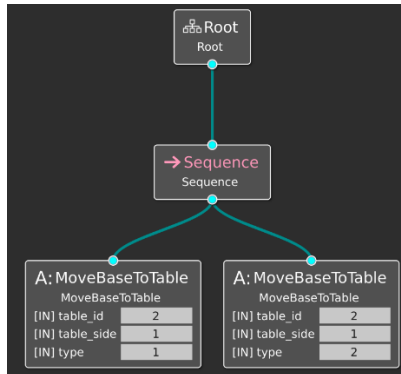 Root
Root
Sequence
Sequence
A: MoveBaseToTable
MoveBaseToTable
[IN] table_id 2
[IN] table_side 1
[IN] type 1
A: MoveBaseToTable
MoveBaseToTable
[IN] table_id 2
[IN] table_side 1
[IN] type 2